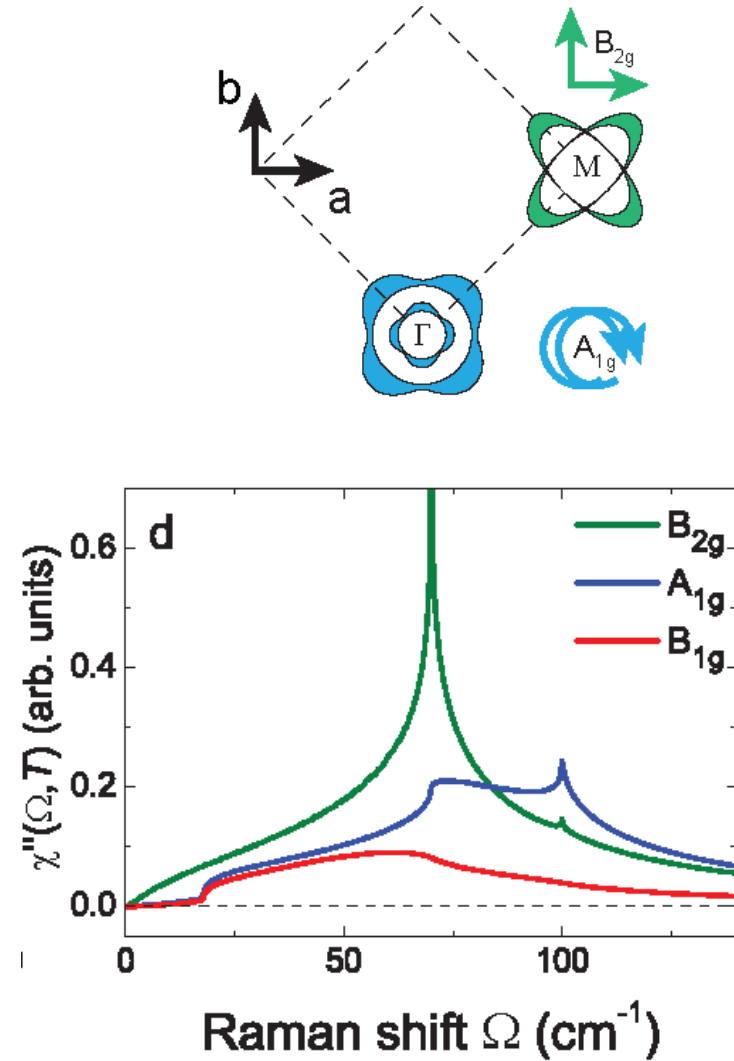 B2g
b
a
M
Γ
A1g
d
B2g
A1g
B1g
0.6
0.4
0.2
0.0
χ''(Ω,T) (arb. units)
0
50
100
Raman shift Ω (cm-1)